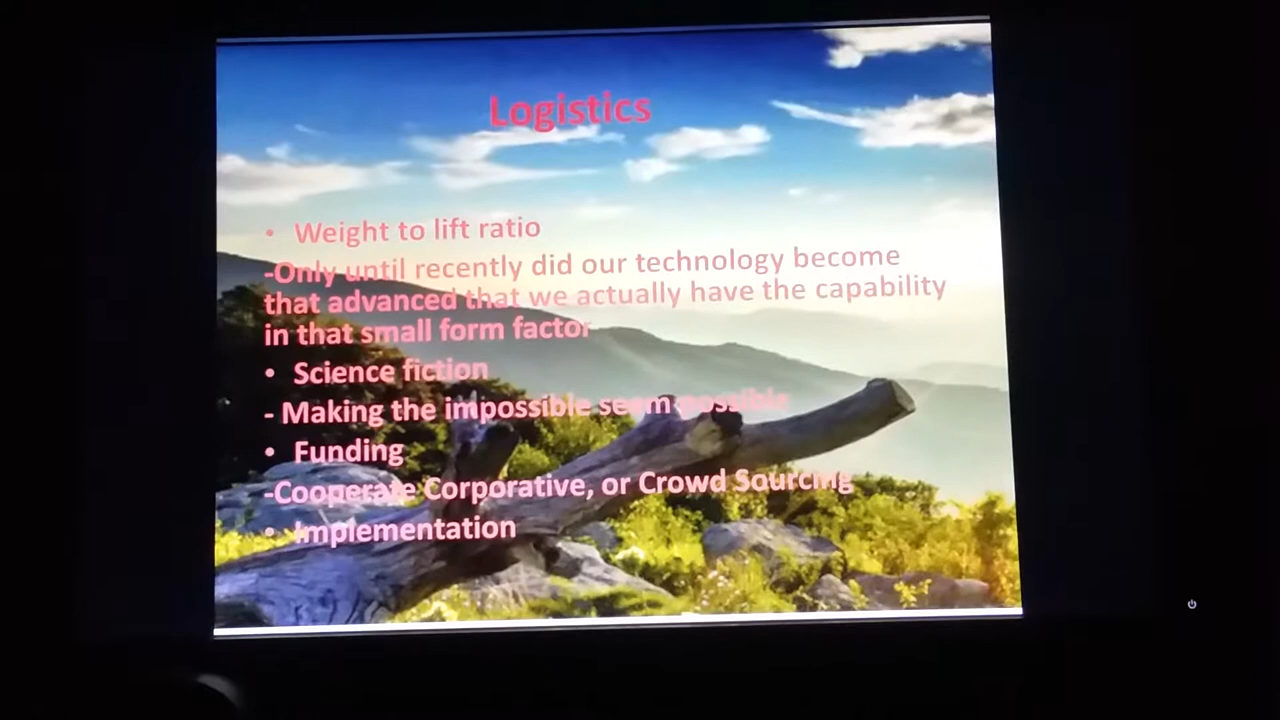 Logistics
• Weight to lift ratio
-Only until recently did our technology become
that advanced that we actually have the capability
in that small form factor
• Science fiction
- Making the impossible seem possible
• Funding
-Cooperate Corporative, or Crowd Sourcing
• Implementation